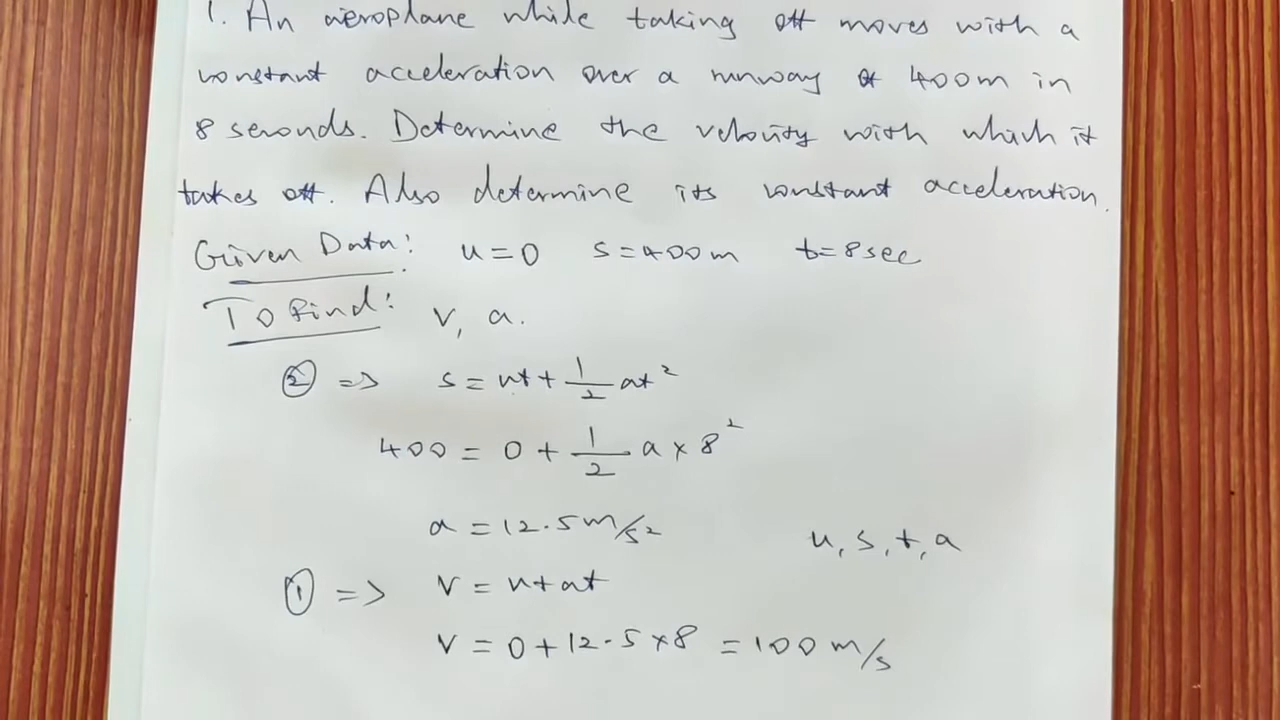 1. An aeroplane while taking off moves with a
constant acceleration over a runway of 400m in
8 seconds. Determine the velocity with which it
takes off. Also determine its constant acceleration.
Given Data: u=0 s=400m t=8sec
To Find: v, a.
② => s = ut + 1/2 at²
400 = 0 + 1/2 a × 8²
a = 12.5m/s²
u, s, t, a
① => v = u+at
v = 0+12.5×8 = 100 m/s